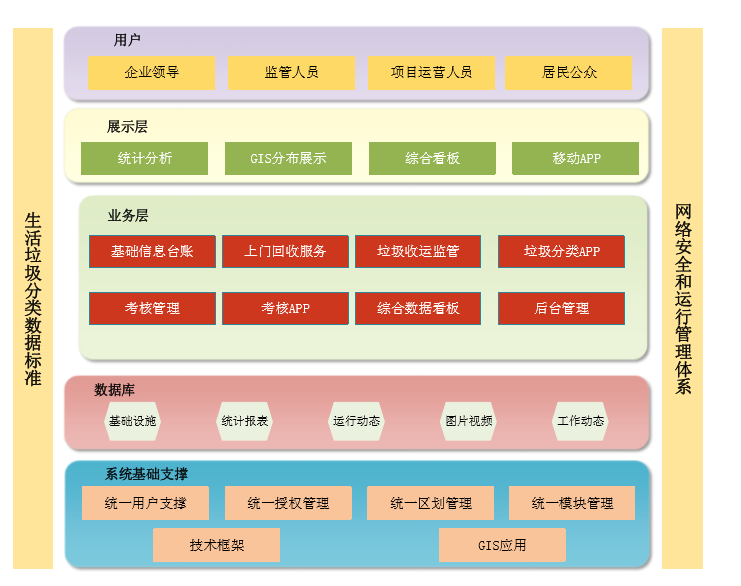 用户
企业领导
监管人员
项目运营人员
居民公众
展示层
统计分析
GIS分布展示
综合看板
移动APP
业务层
基础信息台账
上门回收服务
垃圾收运监管
垃圾分类APP
考核管理
考核APP
综合数据看板
后台管理
数据库
基础设施
统计报表
运行动态
图片视频
工作动态
系统基础支撑
统一用户支撑
统一授权管理
统一区划管理
统一模块管理
技术框架
GIS应用
生活垃圾分类数据标准
网络安全和运行管理体系